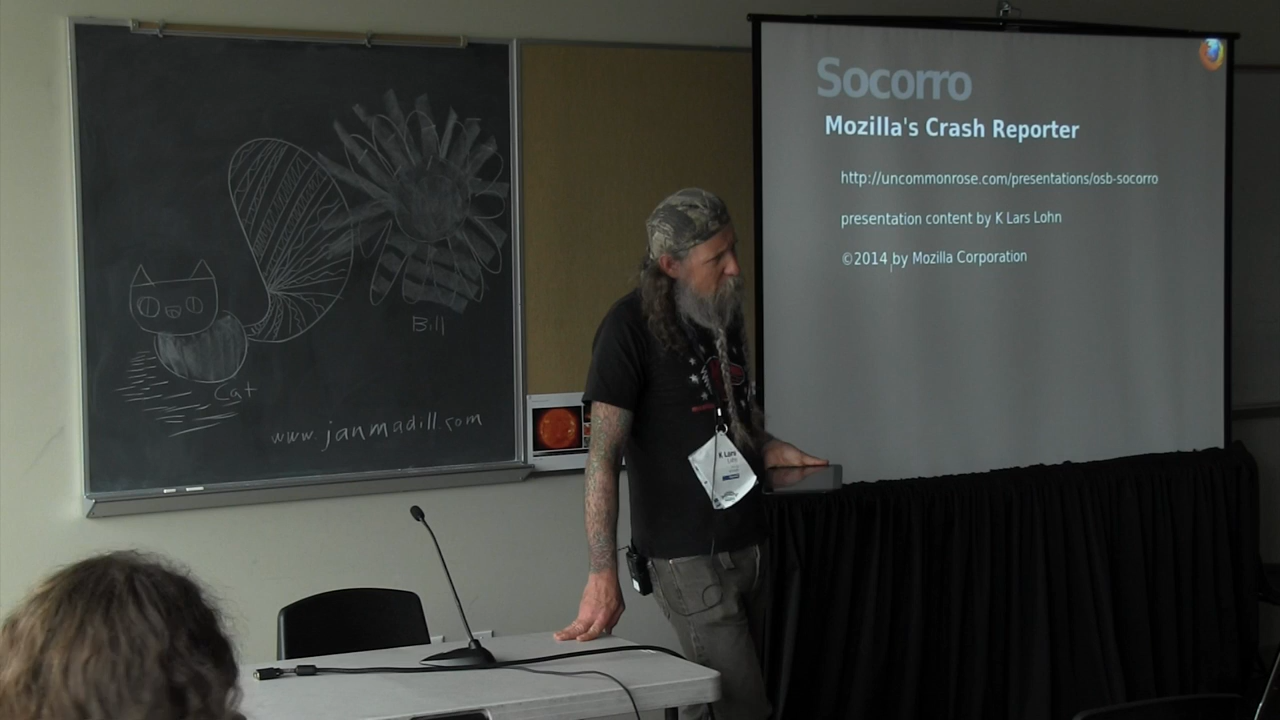 Bill
Cat
www.janmadill.com
Socorro
Mozilla's Crash Reporter
http://uncommonrose.com/presentations/osb-socorro
presentation content by K Lars Lohn
©2014 by Mozilla Corporation
K Lars